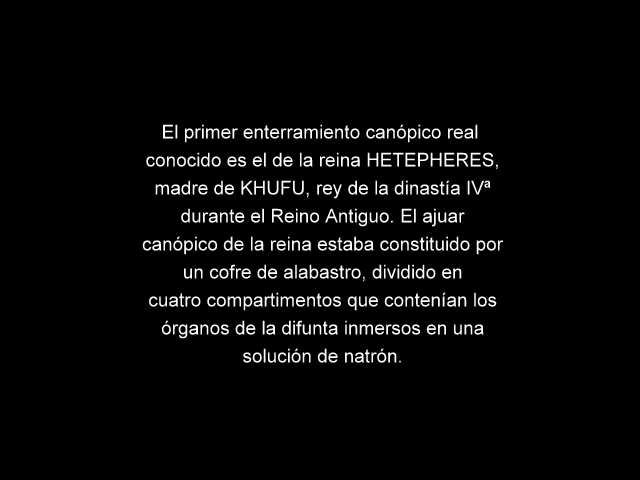 El primer enterramiento canópico real
conocido es el de la reina HETEPHERES,
madre de KHUFU, rey de la dinastía IVª
durante el Reino Antiguo. El ajuar
canópico de la reina estaba constituido por
un cofre de alabastro, dividido en
cuatro compartimentos que contenían los
órganos de la difunta inmersos en una
solución de natrón.